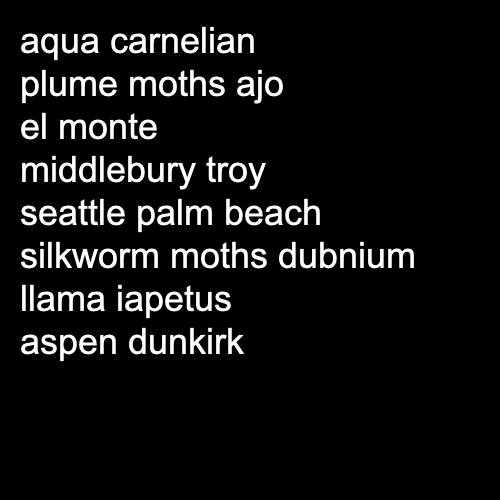 aqua carnelian
plume moths ajo
el monte
middlebury troy
seattle palm beach
silkworm moths dubnium
llama iapetus
aspen dunkirk